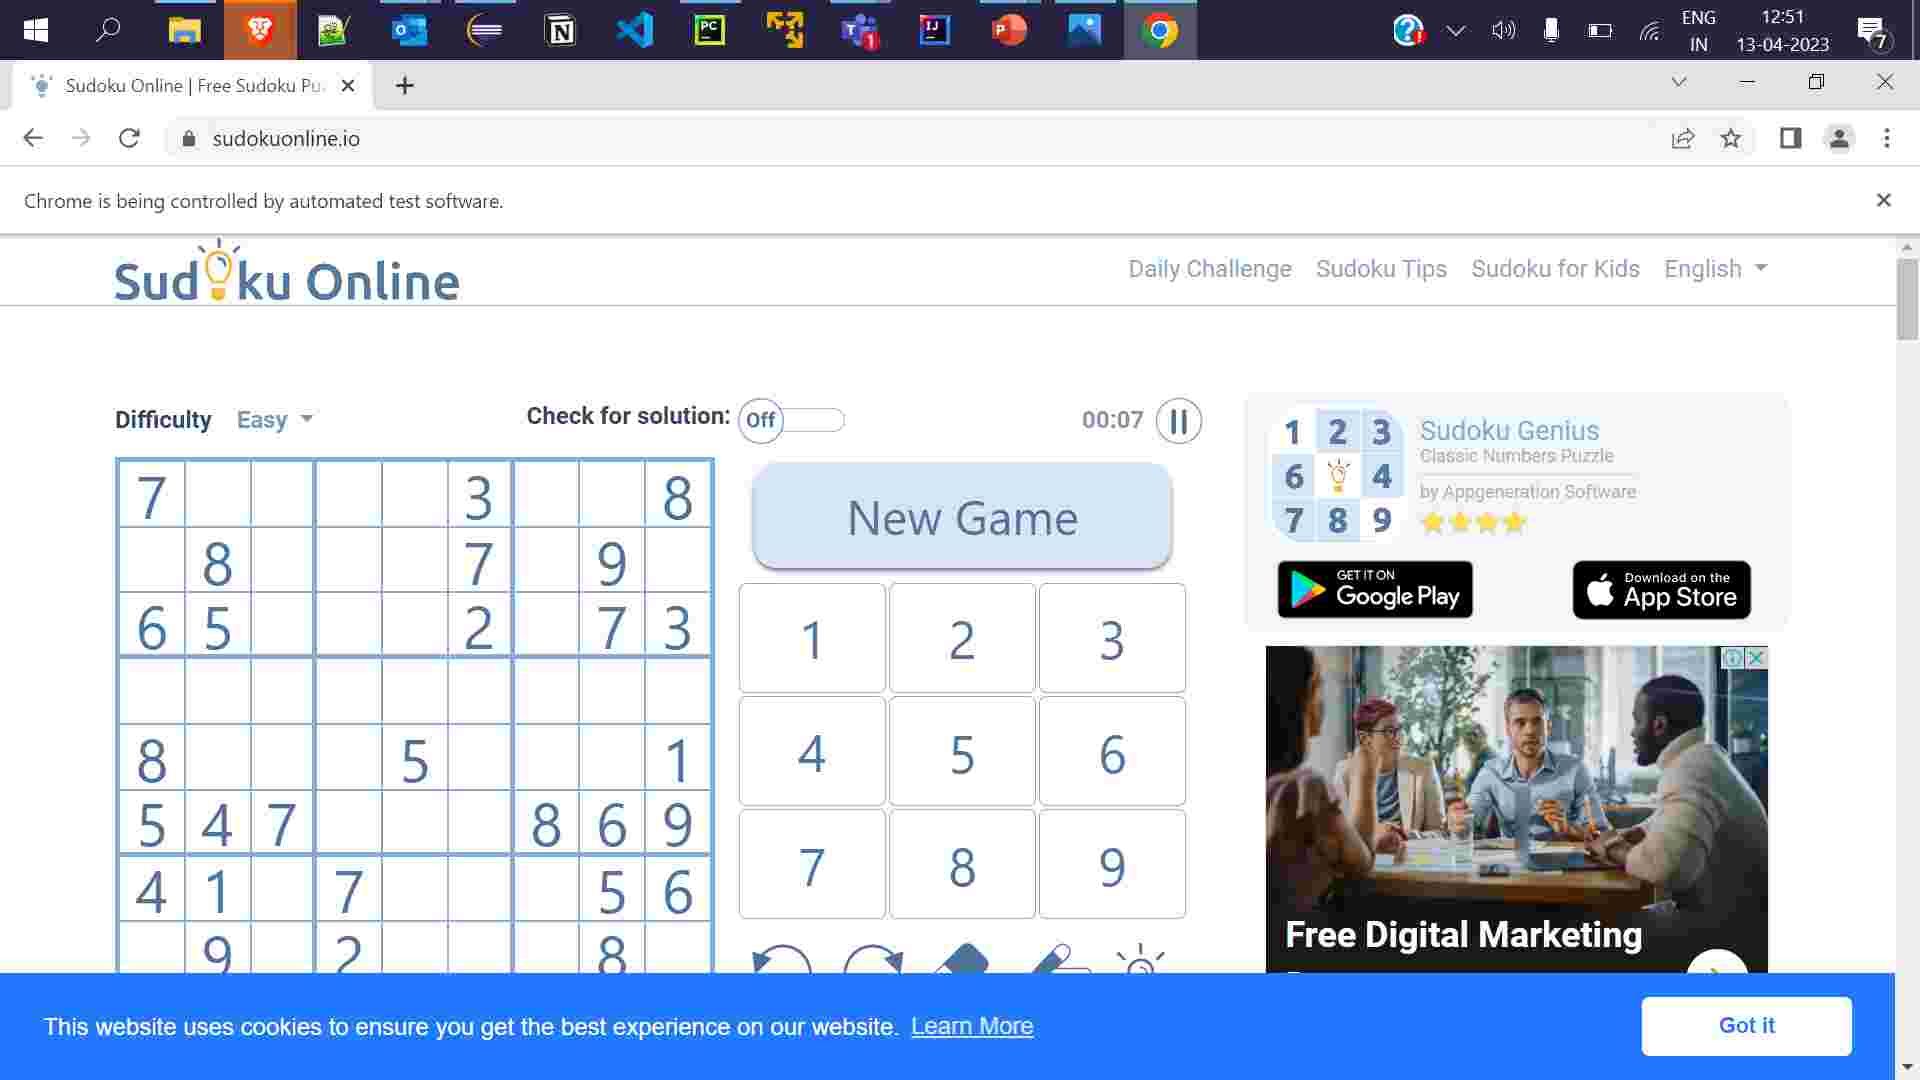 ENG
IN
12:51
13-04-2023
7
1
Sudoku Online | Free Sudoku Pu
sudokuonline.io
Chrome is being controlled by automated test software.
Sudoku Online
Daily Challenge Sudoku Tips Sudoku for Kids English
Difficulty Easy Check for solution: Off 00:07
7 3 8
8 7 9
6 5 2 7 3
8 5 1
5 4 7 8 6 9
4 1 7 5 6
9 2 8
New Game
1 2 3
4 5 6
7 8 9
1 2 3
6 4
7 8 9
Sudoku Genius
Classic Numbers Puzzle
by Appgeneration Software
GET IT ON
Google Play
Download on the
App Store
Free Digital Marketing
This website uses cookies to ensure you get the best experience on our website. Learn More
Got it